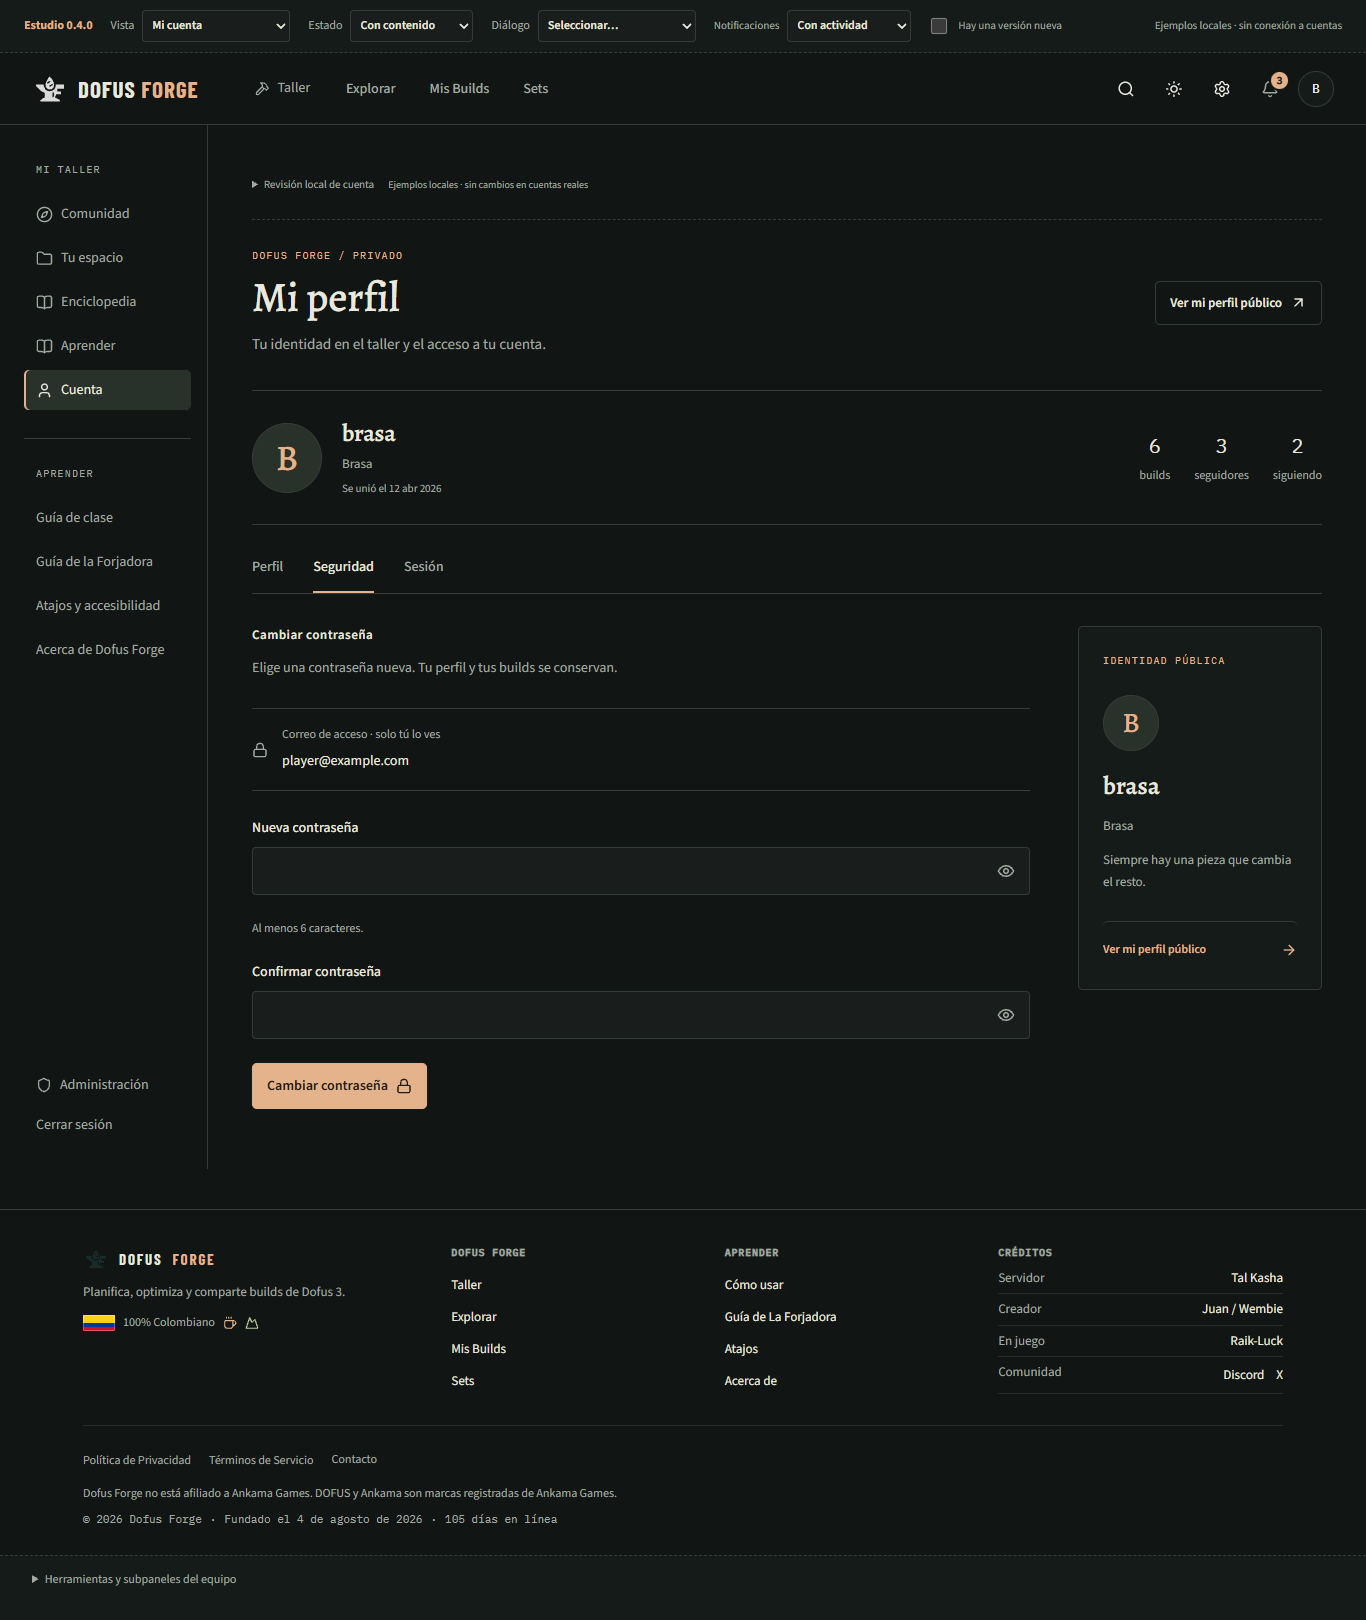 Estudio 0.4.0 Vista Mi cuenta Estado Con contenido Diálogo Seleccionar... Notificaciones Con actividad Hay una versión nueva Ejemplos locales · sin conexión a cuentas
DOFUS FORGE Taller Explorar Mis Builds Sets 3 B
MI TALLER
Comunidad
Tu espacio
Enciclopedia
Aprender
Cuenta
APRENDER
Guía de clase
Guía de la Forjadora
Atajos y accesibilidad
Acerca de Dofus Forge
Administración
Cerrar sesión
Revisión local de cuenta Ejemplos locales · sin cambios en cuentas reales
DOFUS FORGE / PRIVADO
Mi perfil
Ver mi perfil público
Tu identidad en el taller y el acceso a tu cuenta.
B
brasa
Brasa
Se unió el 12 abr 2026
6 3 2
builds seguidores siguiendo
Perfil Seguridad Sesión
Cambiar contraseña
Elige una contraseña nueva. Tu perfil y tus builds se conservan.
Correo de acceso · solo tú lo ves
player@example.com
Nueva contraseña
Al menos 6 caracteres.
Confirmar contraseña
Cambiar contraseña
IDENTIDAD PÚBLICA
B
brasa
Brasa
Siempre hay una pieza que cambia
el resto.
Ver mi perfil público
DOFUS FORGE
Planifica, optimiza y comparte builds de Dofus 3.
100% Colombiano
DOFUS FORGE
Taller
Explorar
Mis Builds
Sets
APRENDER
Cómo usar
Guía de La Forjadora
Atajos
Acerca de
CRÉDITOS
Servidor Tal Kasha
Creador Juan / Wembie
En juego Raik-Luck
Comunidad Discord X
Política de Privacidad Términos de Servicio Contacto
Dofus Forge no está afiliado a Ankama Games. DOFUS y Ankama son marcas registradas de Ankama Games.
© 2026 Dofus Forge · Fundado el 4 de agosto de 2026 · 105 días en línea
Herramientas y subpaneles del equipo